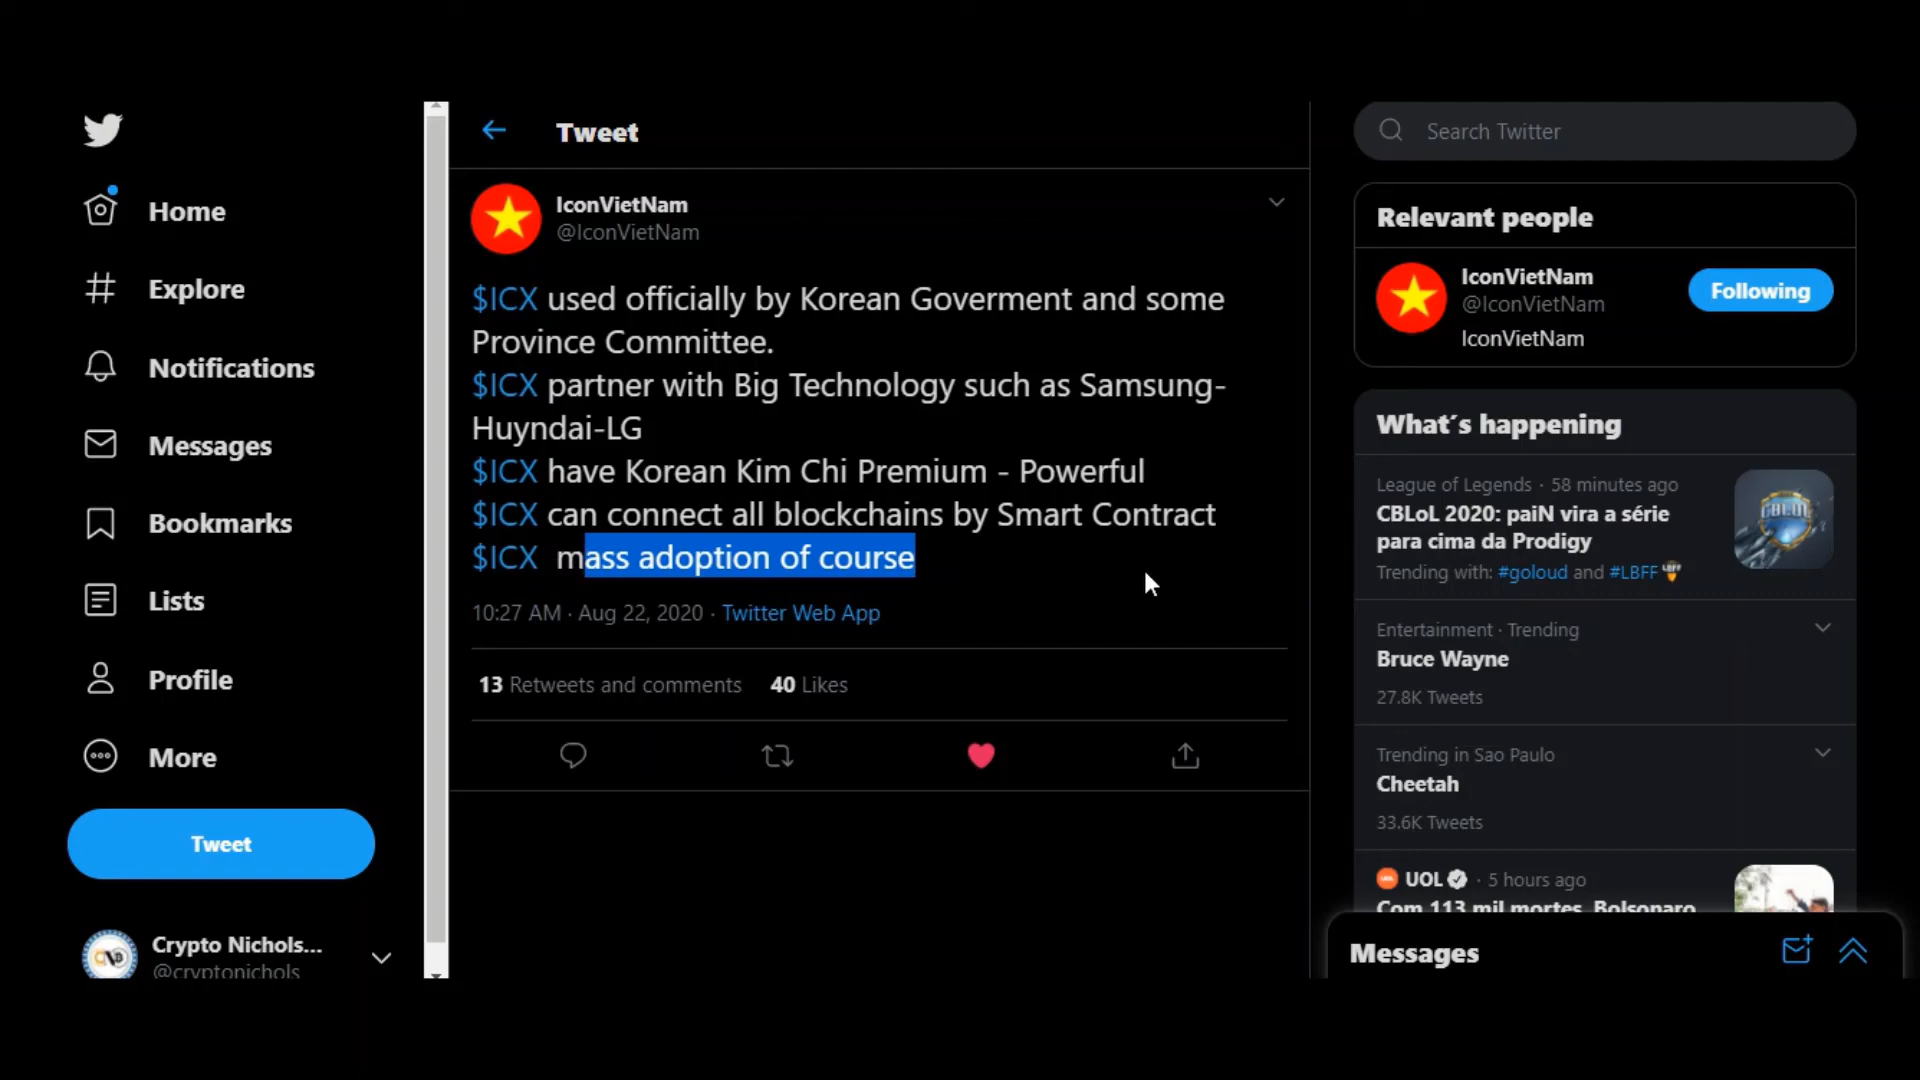 Home
Explore
Notifications
Messages
Bookmarks
Lists
Profile
More
Tweet
Crypto Nichols...
@cryptonichols
Tweet
IconVietNam
@IconVietNam
$ICX used officially by Korean Goverment and some
Province Committee.
$ICX partner with Big Technology such as Samsung-
Huyndai-LG
$ICX have Korean Kim Chi Premium - Powerful
$ICX can connect all blockchains by Smart Contract
$ICX mass adoption of course
10:27 AM · Aug 22, 2020 · Twitter Web App
13 Retweets and comments 40 Likes
Search Twitter
Relevant people
IconVietNam
@IconVietNam
Following
IconVietNam
What´s happening
League of Legends · 58 minutes ago
CBLoL 2020: paiN vira a série
para cima da Prodigy
Trending with: #goloud and #LBFF
CBLOL
Entertainment · Trending
Bruce Wayne
27.8K Tweets
Trending in Sao Paulo
Cheetah
33.6K Tweets
UOL · 5 hours ago
Com 113 mil mortes, Bolsonaro
Messages